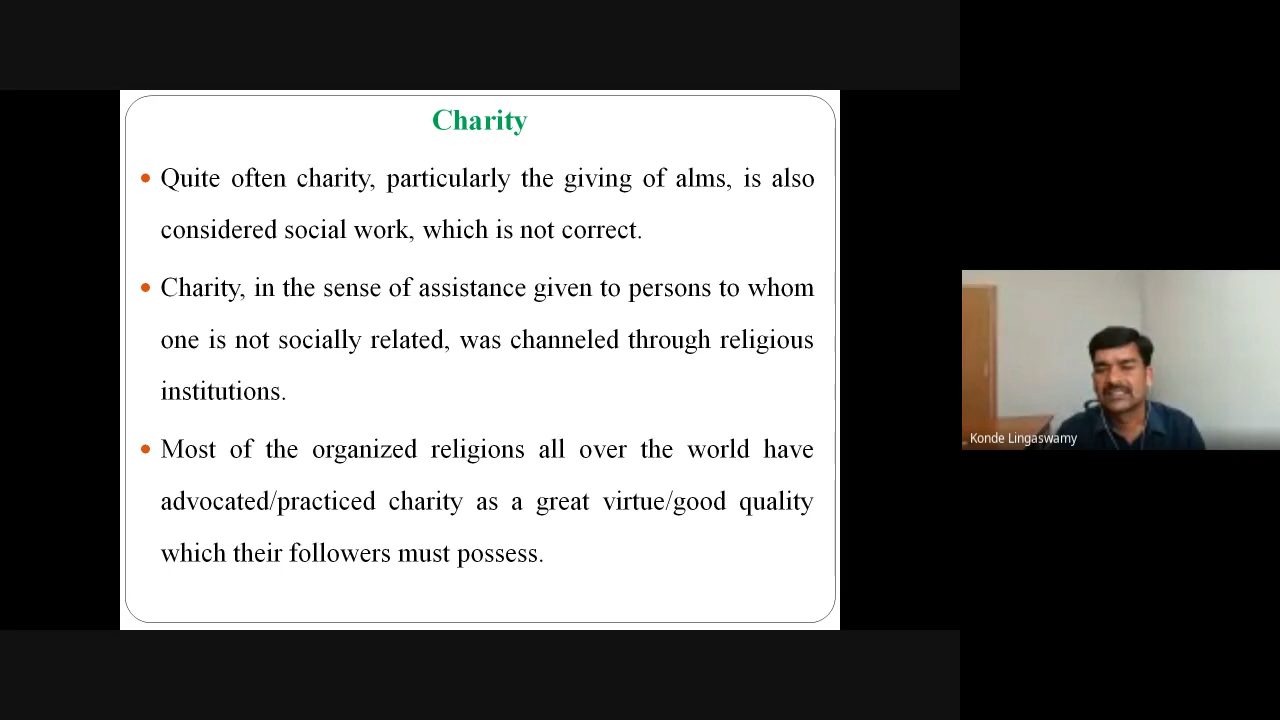 Charity
• Quite often charity, particularly the giving of alms, is also
considered social work, which is not correct.
• Charity, in the sense of assistance given to persons to whom
one is not socially related, was channeled through religious
institutions.
• Most of the organized religions all over the world have
advocated/practiced charity as a great virtue/good quality
which their followers must possess.
Konde Lingaswamy